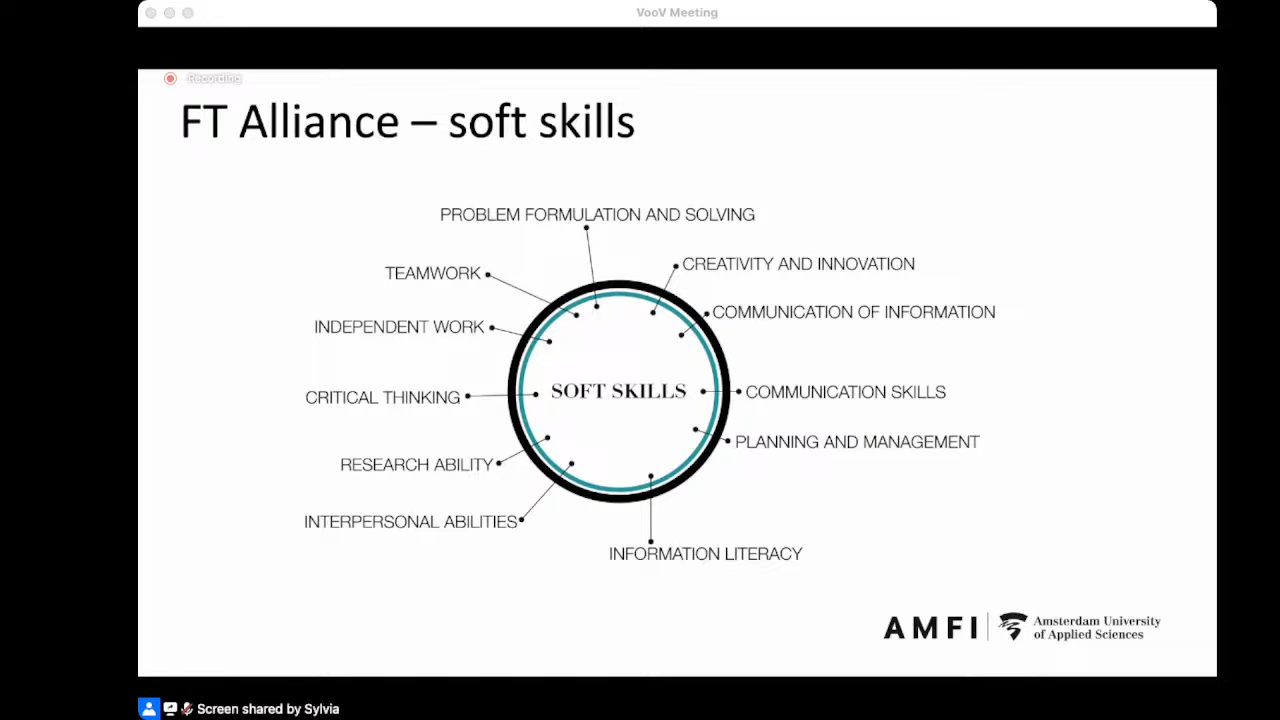 VooV Meeting
Recording
FT Alliance – soft skills
PROBLEM FORMULATION AND SOLVING
CREATIVITY AND INNOVATION
TEAMWORK
COMMUNICATION OF INFORMATION
INDEPENDENT WORK
SOFT SKILLS
COMMUNICATION SKILLS
CRITICAL THINKING
PLANNING AND MANAGEMENT
RESEARCH ABILITY
INTERPERSONAL ABILITIES
INFORMATION LITERACY
AMFI
Amsterdam University
of Applied Sciences
Screen shared by Sylvia